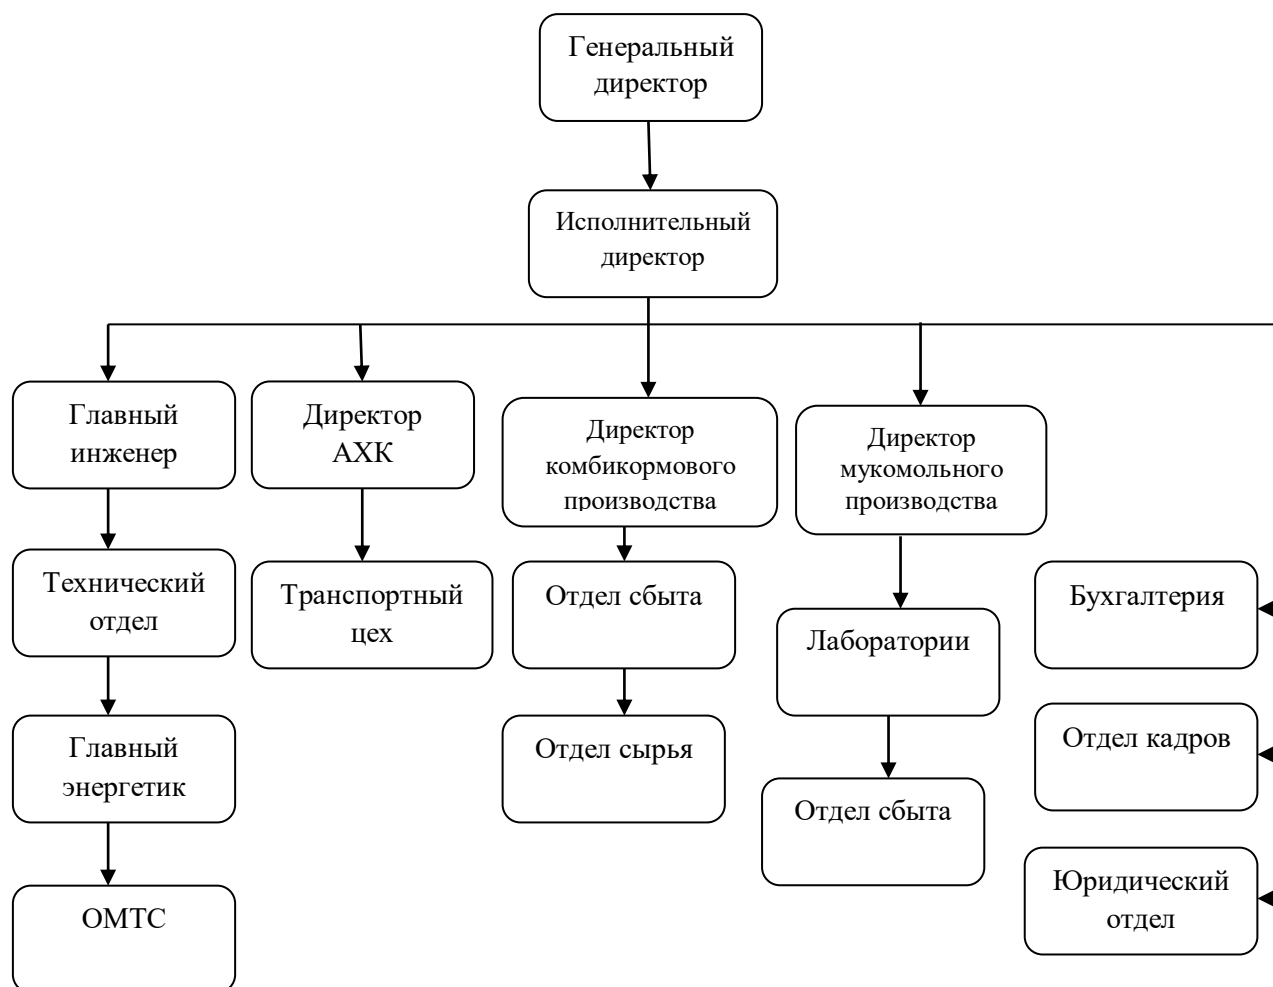 Генеральный
директор
Исполнительный
директор
Главный
инженер
Директор
АХК
Директор
комбикормового
производства
Директор
мукомольного
производства
Технический
отдел
Транспортный
цех
Отдел сбыта
Лаборатории
Бухгалтерия
Главный
энергетик
Отдел сырья
Отдел сбыта
Отдел кадров
ОМТС
Юридический
отдел